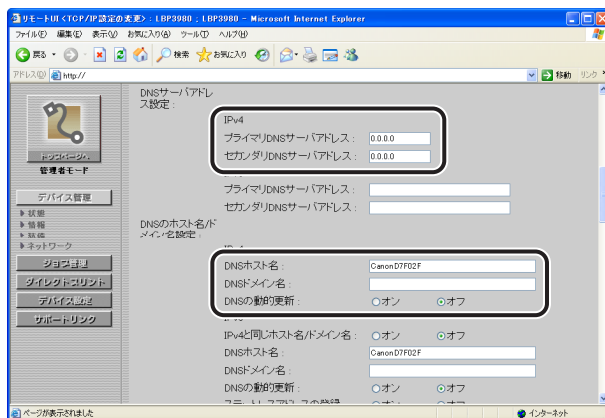 リモートUI <TCP/IP設定の変更> : LBP3980 ; LBP3980 - Microsoft Internet Explorer
ファイル(F) 編集(E) 表示(V) お気に入り(A) ツール(T) ヘルプ(H)
戻る 検索 お気に入り
アドレス(D) http:// 移動 リンク
トップページへ
管理者モード
デバイス管理
状態
情報
ネットワーク
ジョブ管理
ダイレクトプリント
デバイス設定
サポートリンク
DNSサーバアドレ
ス設定 :
IPv4
プライマリDNSサーバアドレス : 0.0.0.0
セカンダリDNSサーバアドレス : 0.0.0.0
プライマリDNSサーバアドレス :
セカンダリDNSサーバアドレス :
DNSのホスト名/ド
メイン名設定 :
DNSホスト名 : CanonD7F02F
DNSドメイン名 :
DNSの動的更新 : オン オフ
IPv4と同じホスト名/ドメイン名 : オン オフ
DNSホスト名 : CanonD7F02F
DNSドメイン名 :
DNSの動的更新 : オン オフ
ページが表示されました インターネット